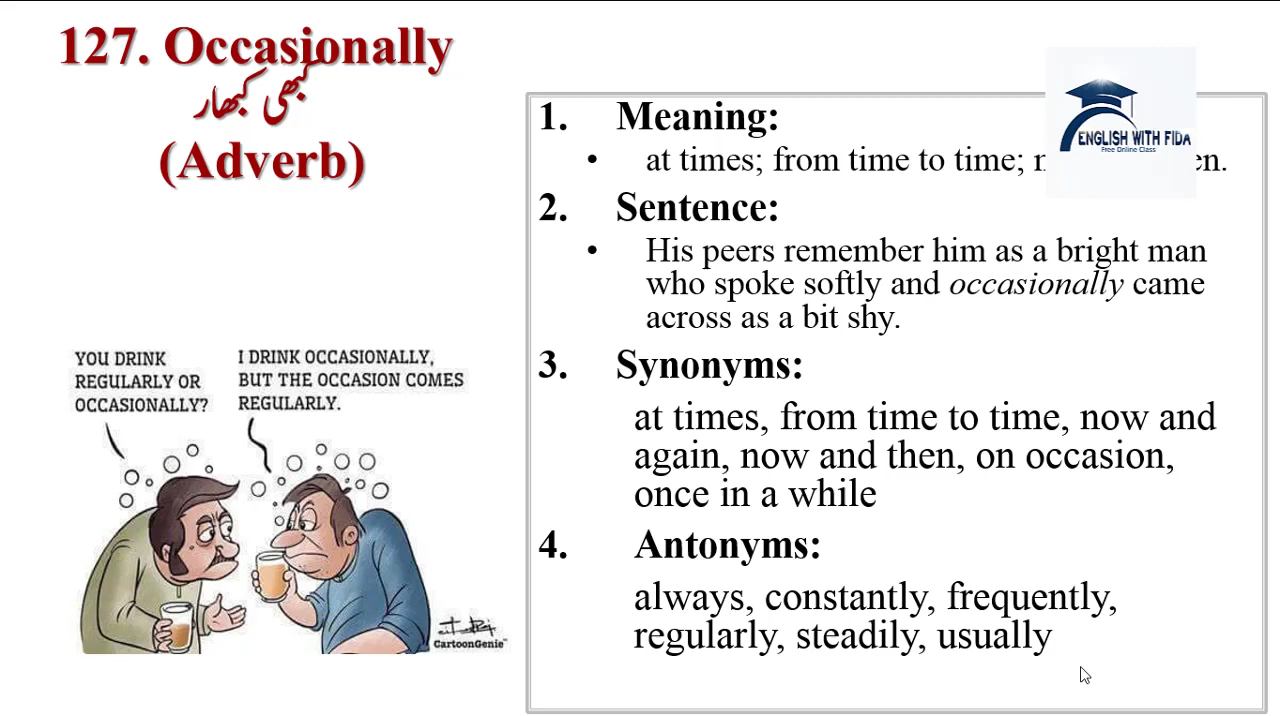 127. Occasionally
کبھی کبھار
(Adverb)
ENGLISH WITH FIDA
Free Online Class
1. Meaning:
• at times; from time to time;
2. Sentence:
• His peers remember him as a bright man
who spoke softly and occasionally came
across as a bit shy.
3. Synonyms:
at times, from time to time, now and
again, now and then, on occasion,
once in a while
4. Antonyms:
always, constantly, frequently,
regularly, steadily, usually
YOU DRINK
REGULARLY OR
OCCASIONALLY?
I DRINK OCCASIONALLY,
BUT THE OCCASION COMES
REGULARLY.
CartoonGenie™